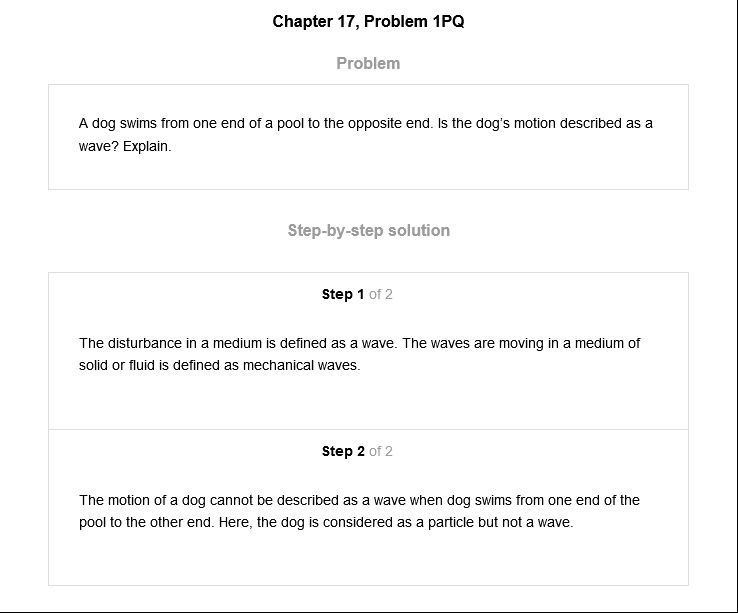 Chapter 17, Problem 1PQ
Problem
A dog swims from one end of a pool to the opposite end. Is the dog's motion described as a
wave? Explain.
Step-by-step solution
Step 1 of 2
The disturbance in a medium is defined as a wave. The waves are moving in a medium of
solid or fluid is defined as mechanical waves.
Step 2 of 2
The motion of a dog cannot be described as a wave when dog swims from one end of the
pool to the other end. Here, the dog is considered as a particle but not a wave.